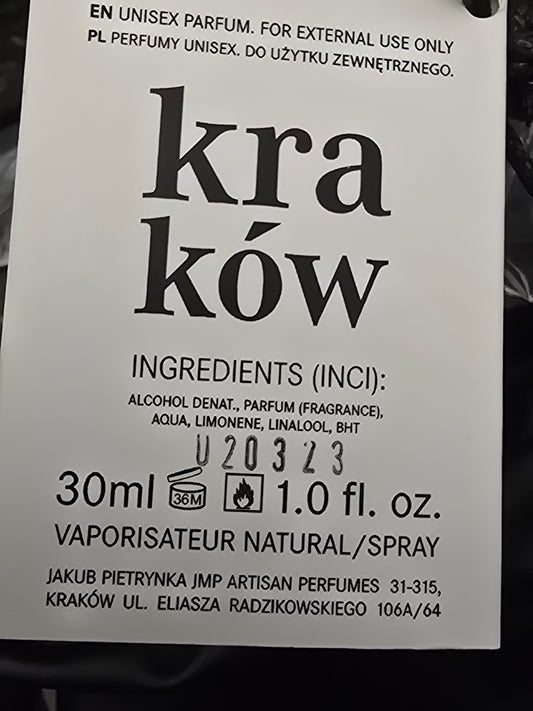 EN UNISEX PARFUM. FOR EXTERNAL USE ONLY
PL PERFUMY UNISEX. DO UŻYTKU ZEWNĘTRZNEGO.
kra
ków
INGREDIENTS (INCI):
ALCOHOL DENAT., PARFUM (FRAGRANCE),
AQUA, LIMONENE, LINALOOL, BHT
U20323
30ml 36M 1.0 fl. oz.
VAPORISATEUR NATURAL/SPRAY
JAKUB PIETRYNKA JMP ARTISAN PERFUMES 31-315,
KRAKÓW UL. ELIASZA RADZIKOWSKIEGO 106A/64